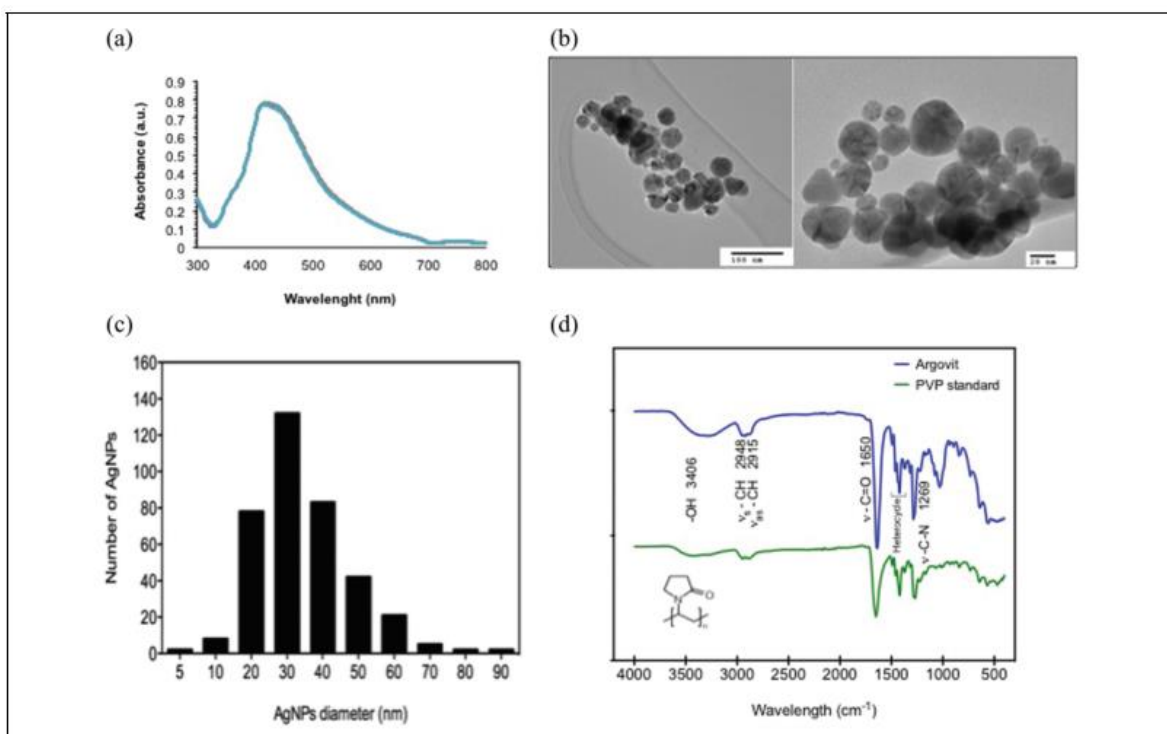 (a)
0.9
0.8
0.7
0.6
0.5
0.4
0.3
0.2
0.1
0
Absorbance (a.u.)
300 400 500 600 700 800
Wavelenght (nm)
(b)
100 nm
20 nm
(c)
160
140
120
100
80
60
40
20
0
Number of AgNPs
5 10 20 30 40 50 60 70 80 90
AgNPs diameter (nm)
(d)
Argovit
PVP standard
-OH 3406
νs - CH 2948
νas - CH 2915
ν - C=O 1650
Heterocycle
ν -C-N 1269
N
O
n
4000 3500 3000 2500 2000 1500 1000 500
Wavelength (cm-1)